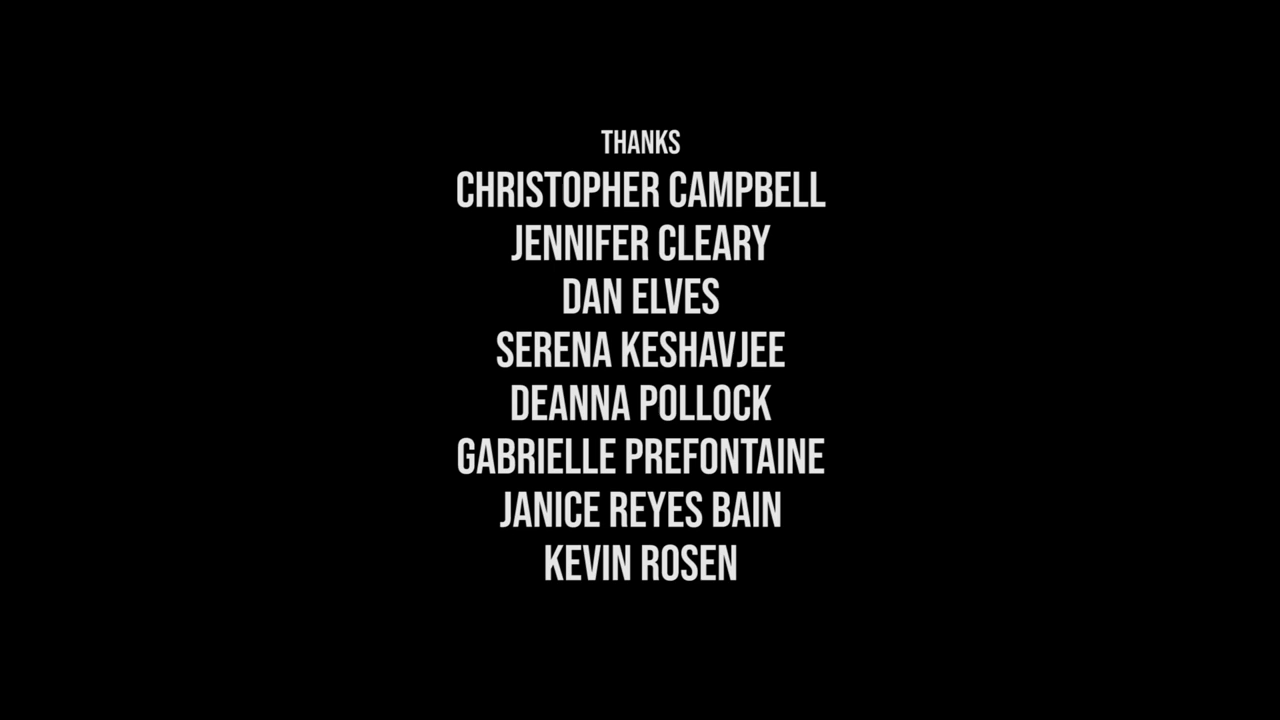 THANKS
CHRISTOPHER CAMPBELL
JENNIFER CLEARY
DAN ELVES
SERENA KESHAVJEE
DEANNA POLLOCK
GABRIELLE PREFONTAINE
JANICE REYES BAIN
KEVIN ROSEN